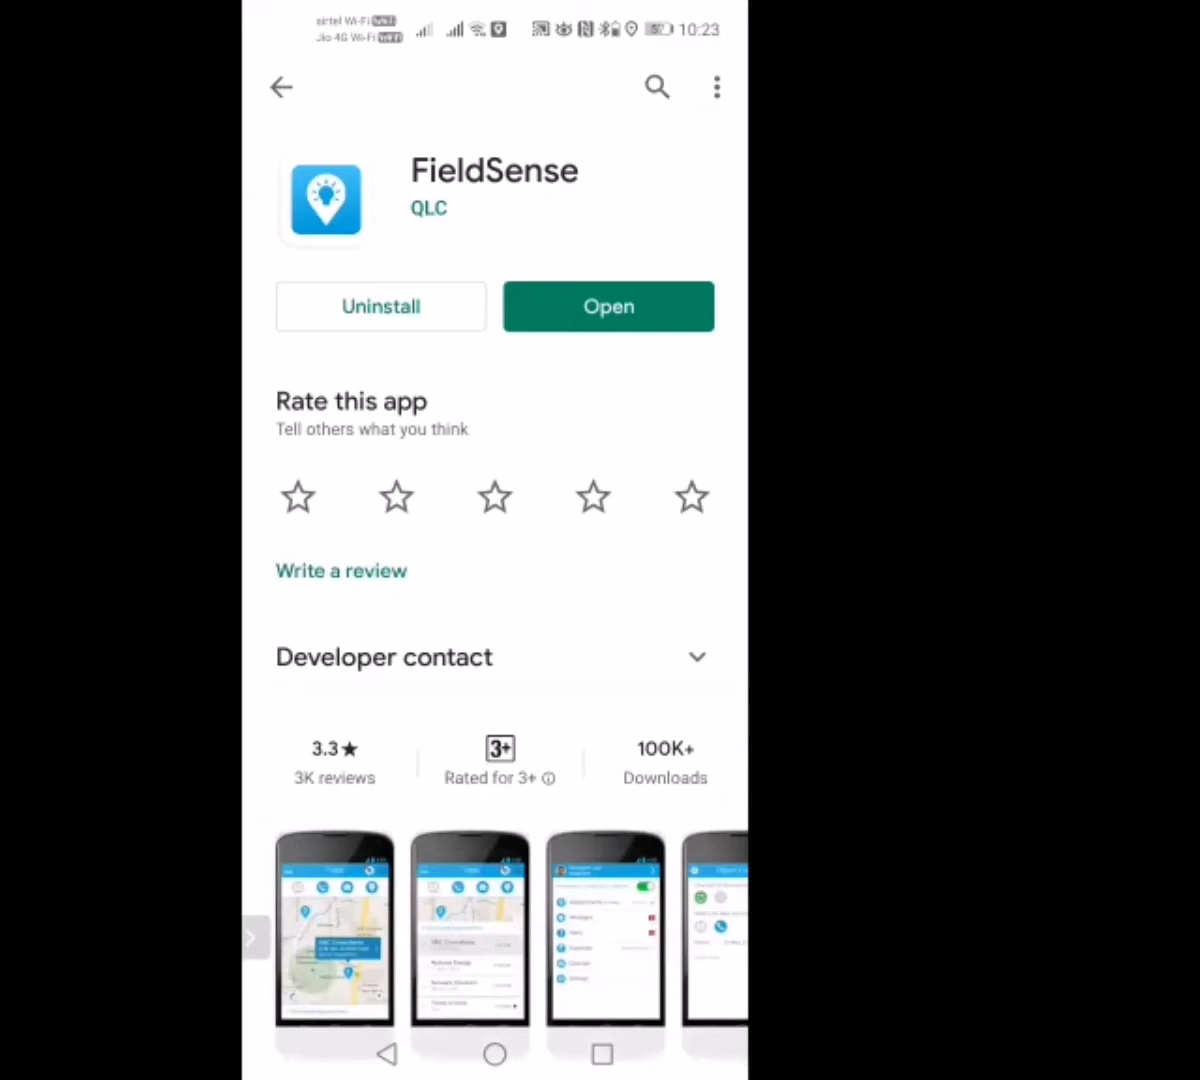 airtel Wi-Fi
Jio 4G Wi-Fi
10:23
FieldSense
QLC
Uninstall
Open
Rate this app
Tell others what you think
Write a review
Developer contact
3.3★
3K reviews
3+
Rated for 3+
100K+
Downloads